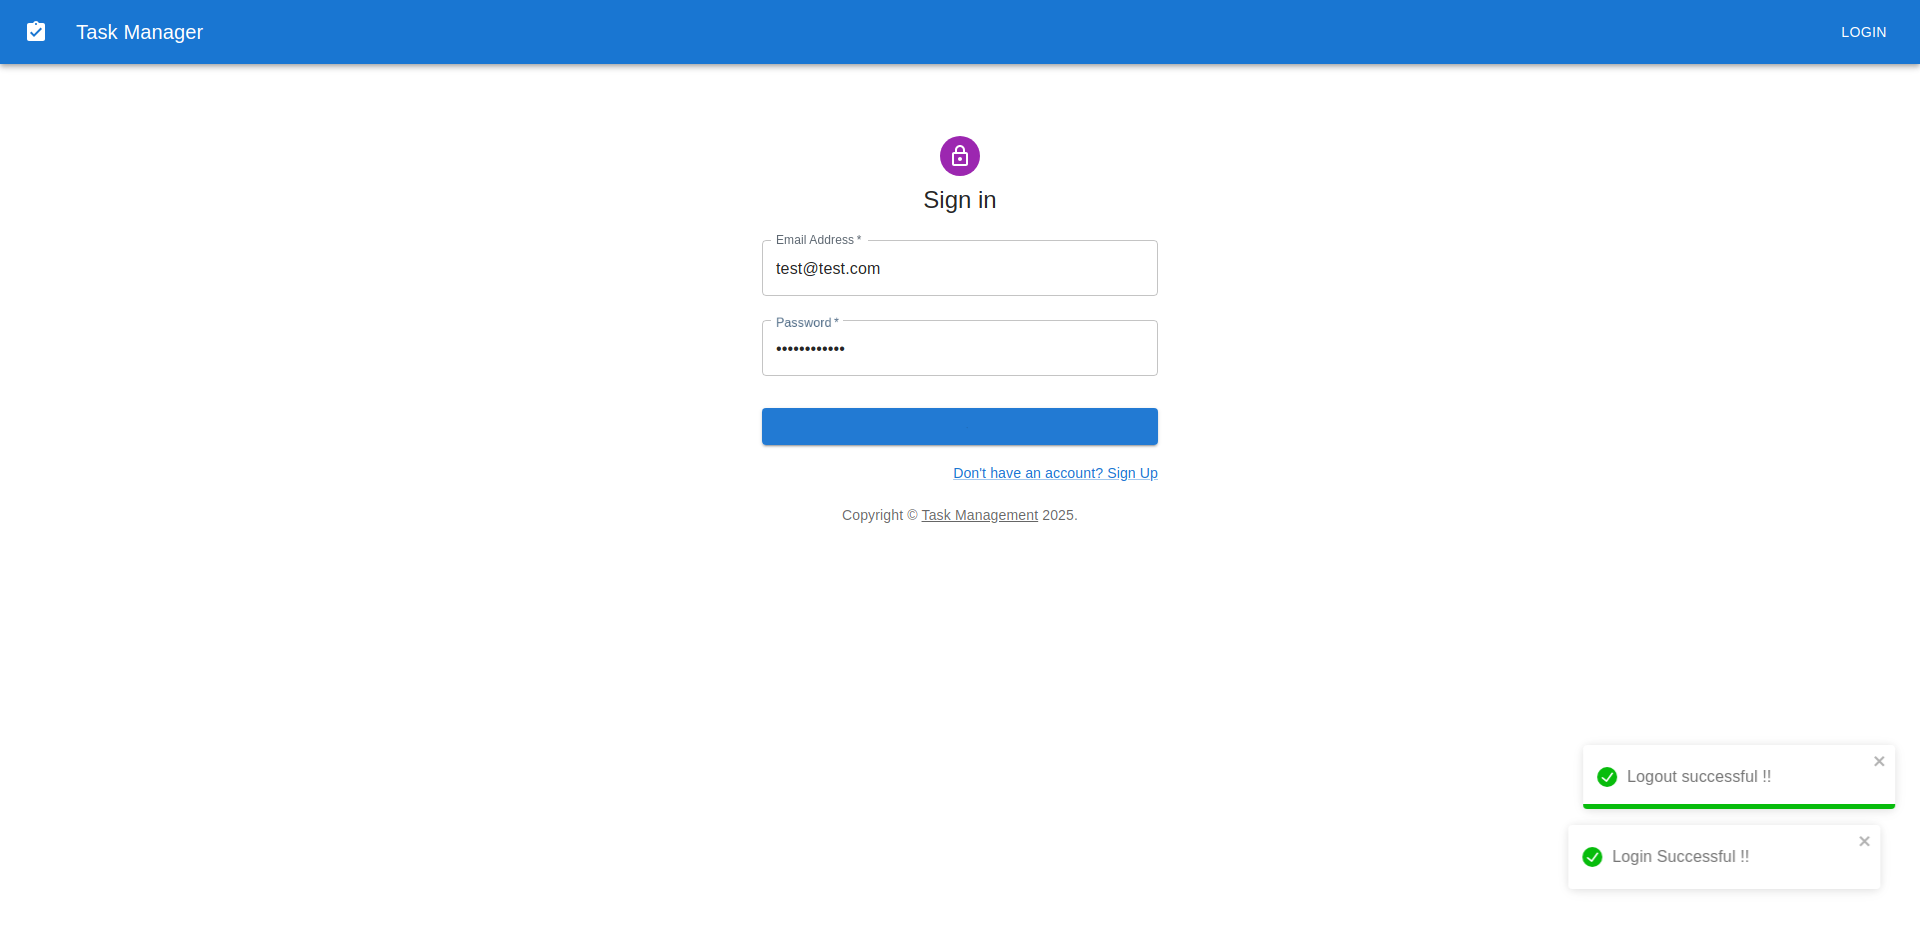 Task Manager
LOGIN
Sign in
Email Address *
test@test.com
Password *
••••••••••••
Don't have an account? Sign Up
Copyright © Task Management 2025.
Logout successful !!
Login Successful !!